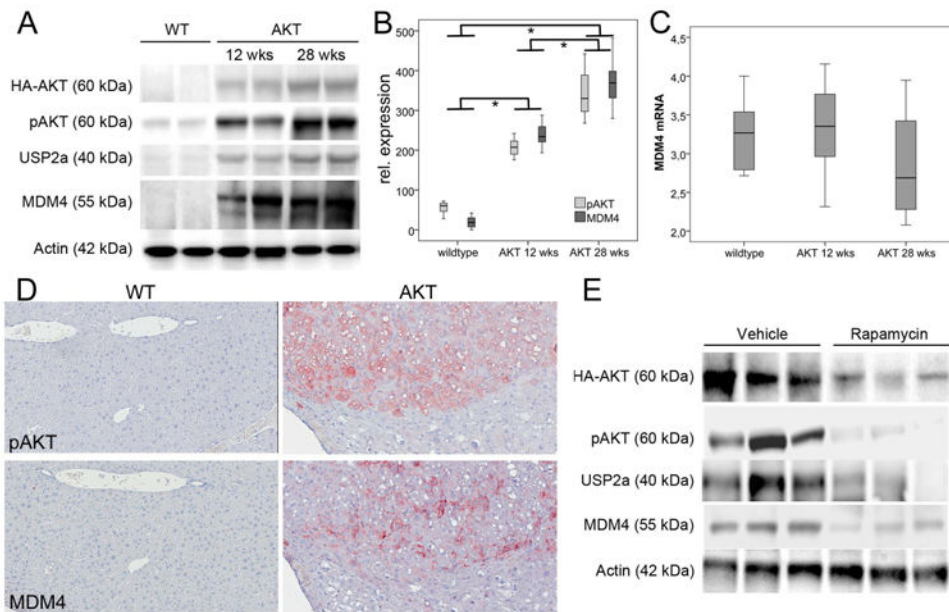 A
WT
AKT
12 wks
28 wks
HA-AKT (60 kDa)
pAKT (60 kDa)
USP2a (40 kDa)
MDM4 (55 kDa)
Actin (42 kDa)
B
rel. expression
500
400
300
200
100
0
*
*
*
pAKT
MDM4
wildtype
AKT 12 wks
AKT 28 wks
C
MDM4 mRNA
4,5
4,0
3,5
3,0
2,5
2,0
wildtype
AKT 12 wks
AKT 28 wks
D
WT
AKT
pAKT
MDM4
E
Vehicle
Rapamycin
HA-AKT (60 kDa)
pAKT (60 kDa)
USP2a (40 kDa)
MDM4 (55 kDa)
Actin (42 kDa)